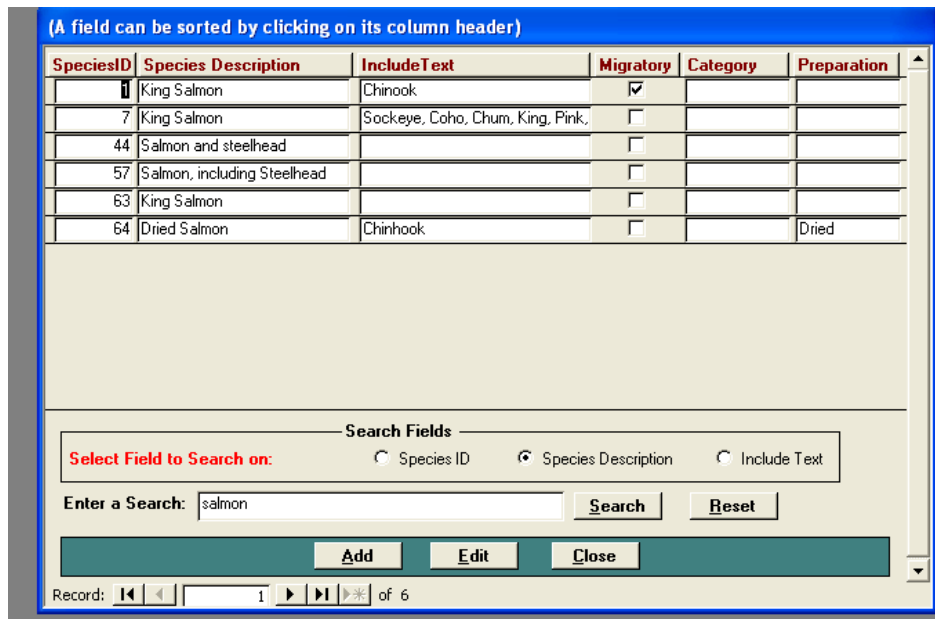 (A field can be sorted by clicking on its column header)
SpeciesID Species Description IncludeText Migratory Category Preparation
1 King Salmon Chinook
7 King Salmon Sockeye, Coho, Chum, King, Pink,
44 Salmon and steelhead
57 Salmon, including Steelhead
63 King Salmon
64 Dried Salmon Chinhook Dried
Search Fields
Select Field to Search on: Species ID Species Description Include Text
Enter a Search: salmon Search Reset
Add Edit Close
Record: 1 of 6